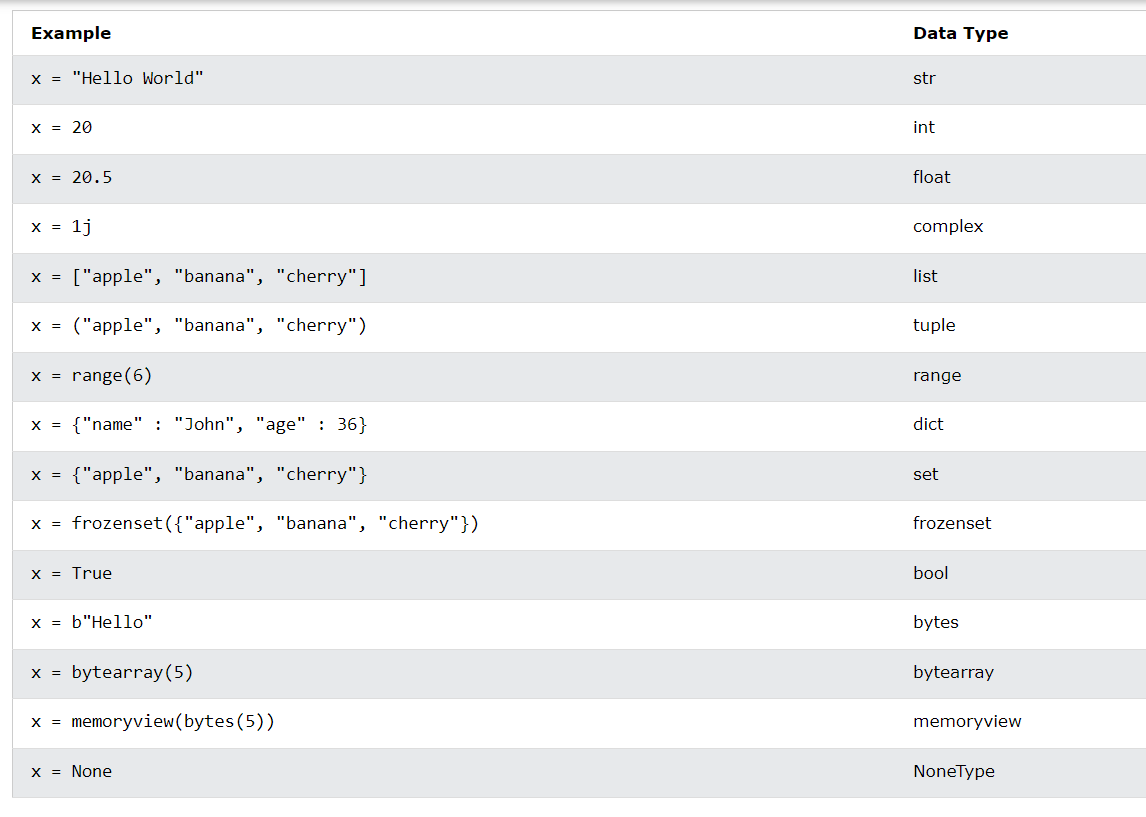 Example Data Type
x = "Hello World" str
x = 20 int
x = 20.5 float
x = 1j complex
x = ["apple", "banana", "cherry"] list
x = ("apple", "banana", "cherry") tuple
x = range(6) range
x = {"name" : "John", "age" : 36} dict
x = {"apple", "banana", "cherry"} set
x = frozenset({"apple", "banana", "cherry"}) frozenset
x = True bool
x = b"Hello" bytes
x = bytearray(5) bytearray
x = memoryview(bytes(5)) memoryview
x = None NoneType